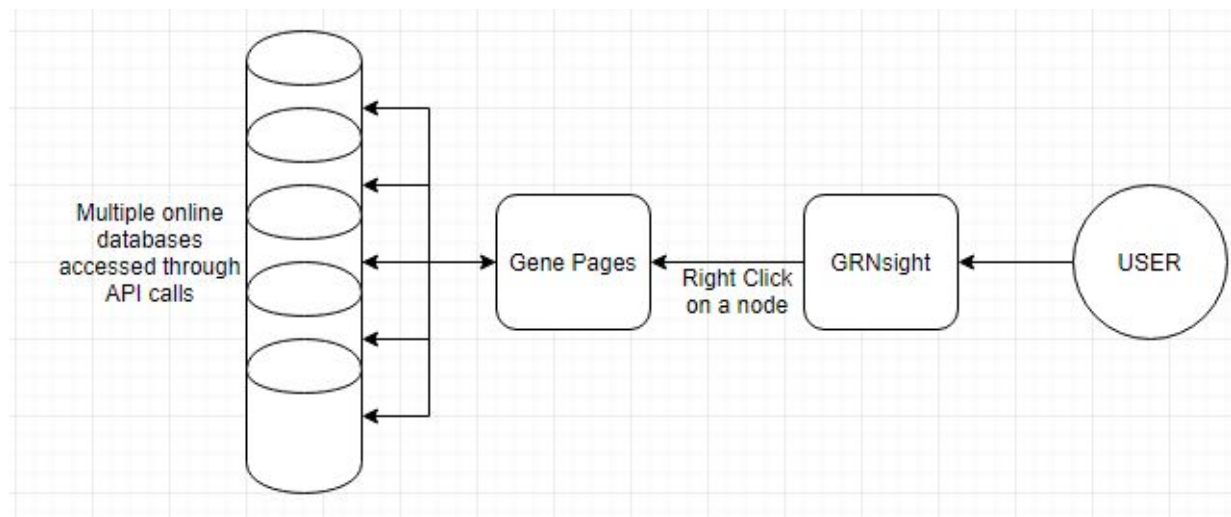 Multiple online
databases
accessed through
API calls
Gene Pages
Right Click
on a node
GRNsight
USER